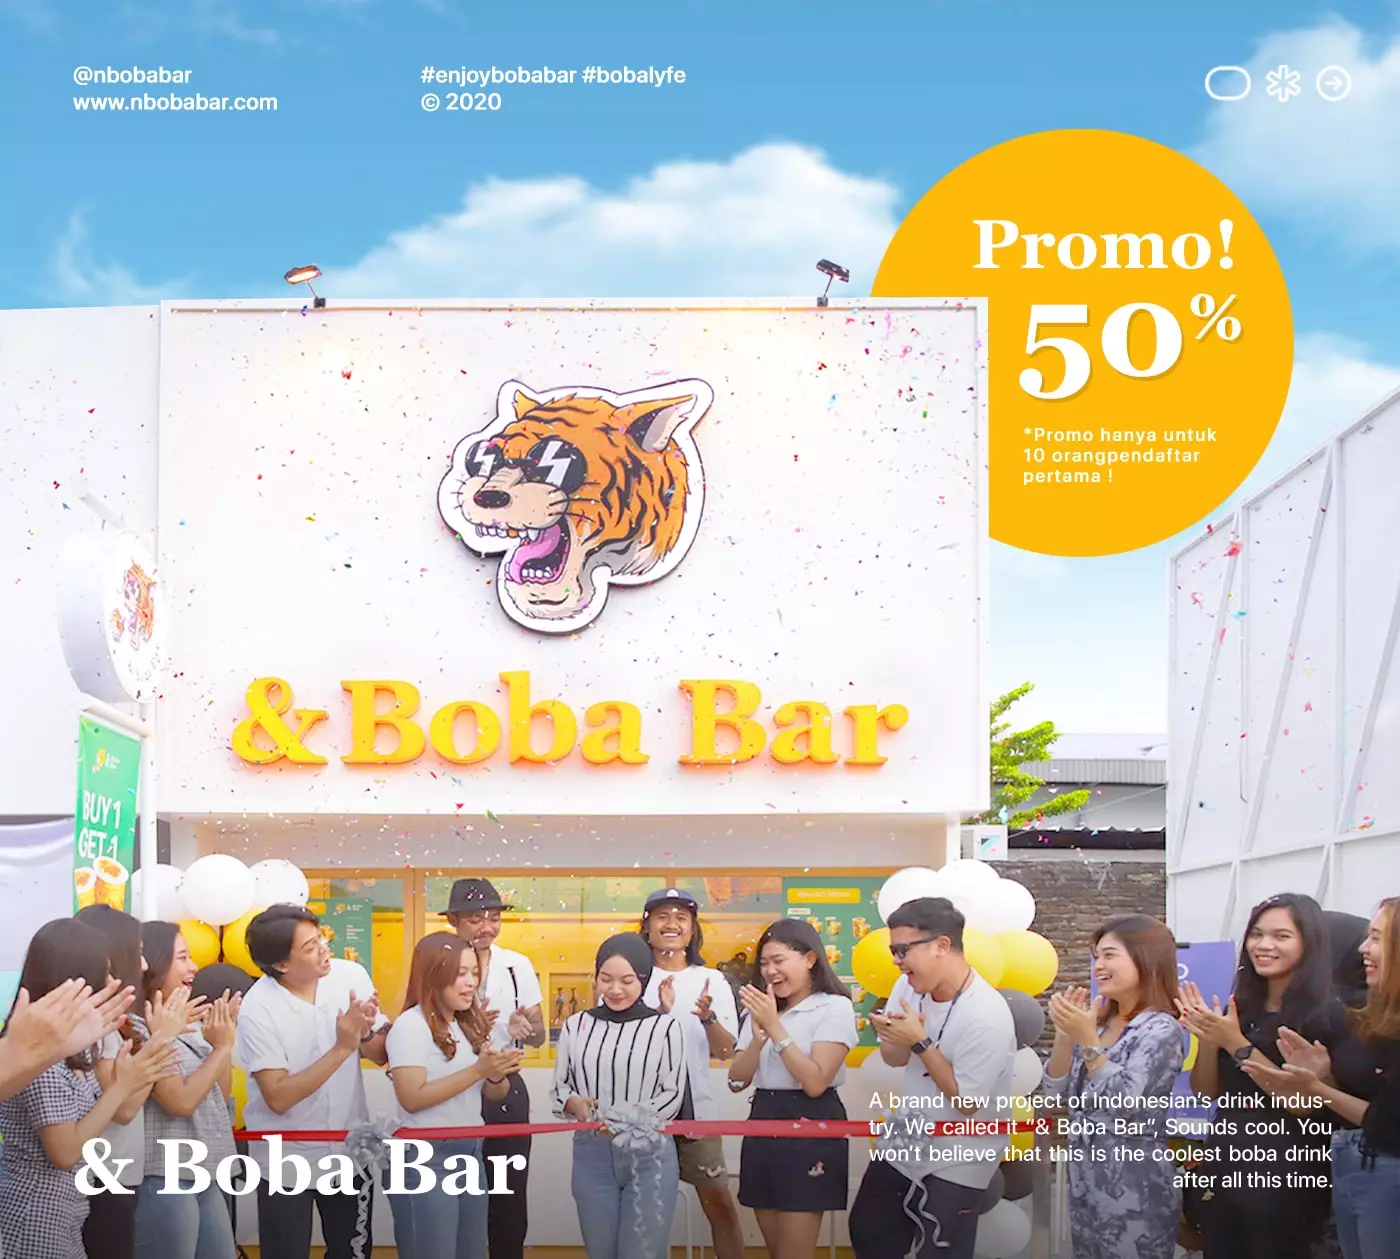 @nbobabar
www.nbobabar.com
#enjoybobabar #bobalyfe
© 2020
Promo!
50%
*Promo hanya untuk
10 orangpendaftar
pertama !
& Boba Bar
BUY 1
GET 1
A brand new project of Indonesian's drink indus-
try. We called it "& Boba Bar", Sounds cool. You
won't believe that this is the coolest boba drink
after all this time.
& Boba Bar